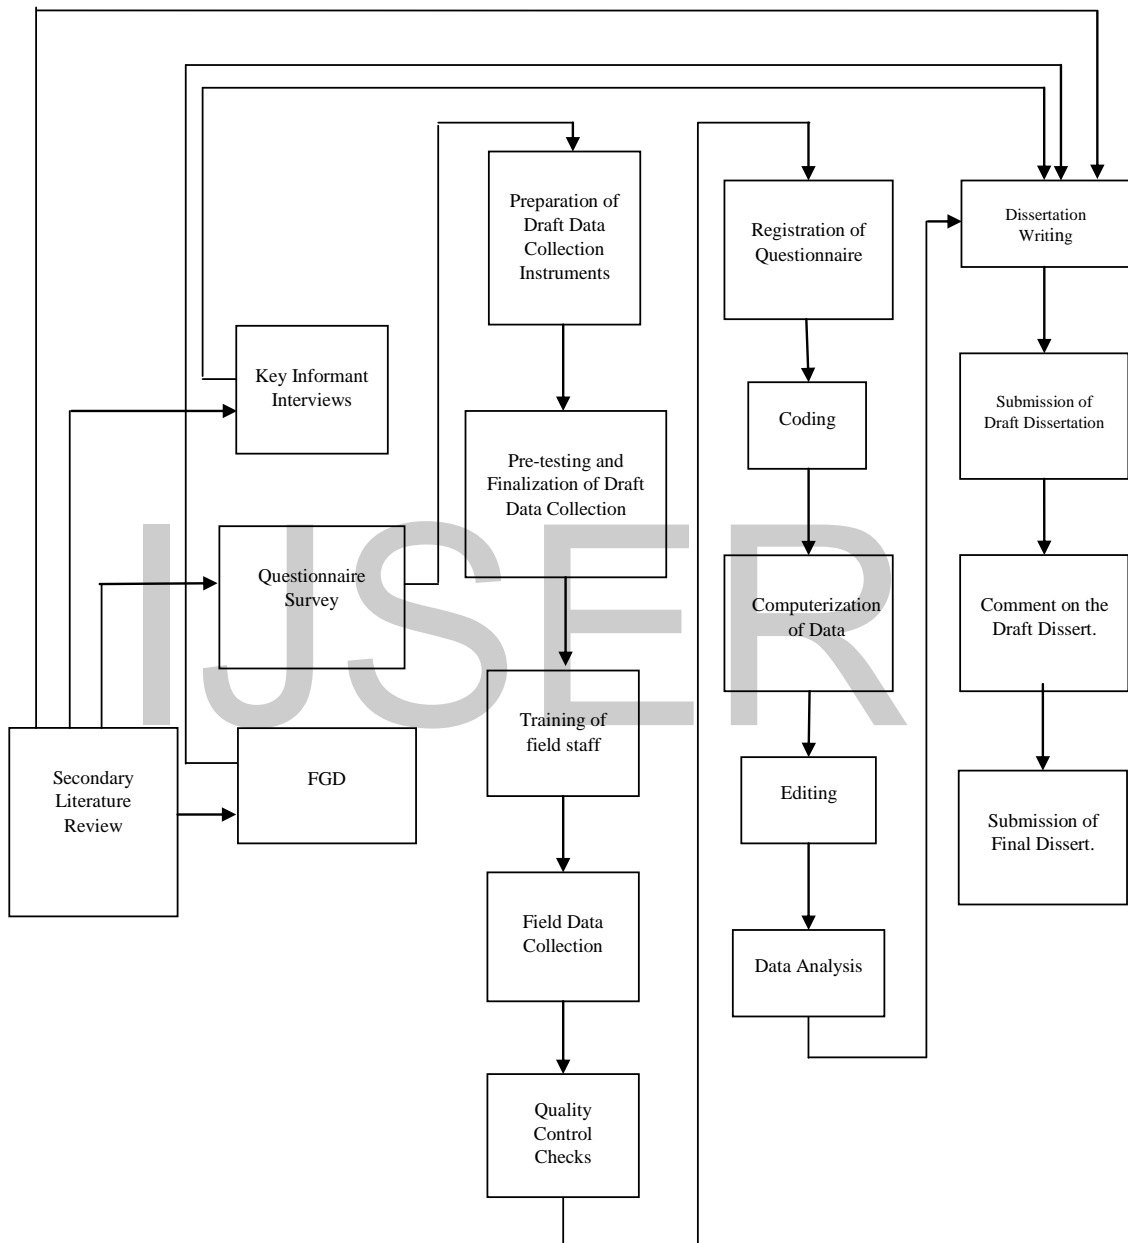 Preparation of
Draft Data
Collection
Instruments
Registration of
Questionnaire
Dissertation
Writing
Key Informant
Interviews
Coding
Submission of
Draft Dissertation
Pre-testing and
Finalization of Draft
Data Collection
Questionnaire
Survey
Computerization
of Data
Comment on the
Draft Dissert.
Training of
field staff
Secondary
Literature
Review
FGD
Editing
Submission of
Final Dissert.
Field Data
Collection
Data Analysis
Quality
Control
Checks
IJSER